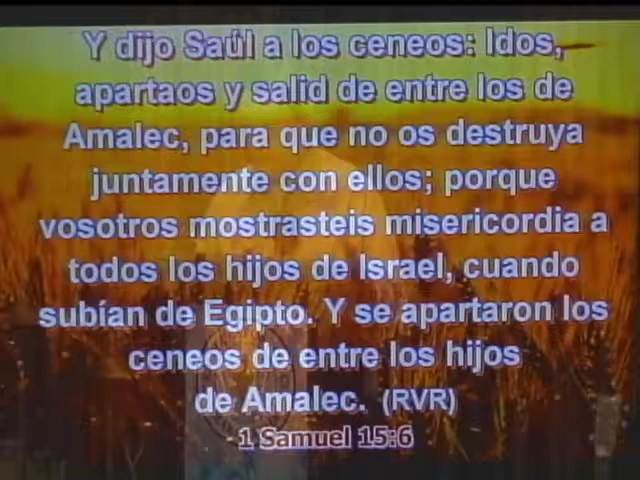 Y dijo Saúl a los ceneos: Idos,
apartaos y salid de entre los de
Amalec, para que no os destruya
juntamente con ellos; porque
vosotros mostrasteis misericordia a
todos los hijos de Israel, cuando
subían de Egipto. Y se apartaron los
ceneos de entre los hijos
de Amalec. (RVR)
1 Samuel 15:6